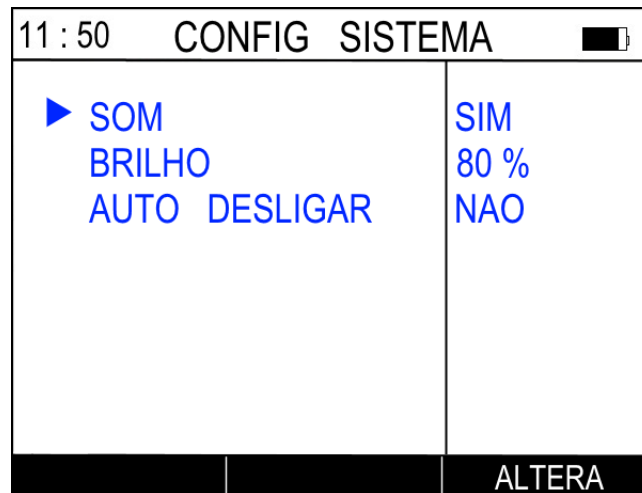 11 : 50 CONFIG SISTEMA
SOM SIM
BRILHO 80 %
AUTO DESLIGAR NAO
ALTERA